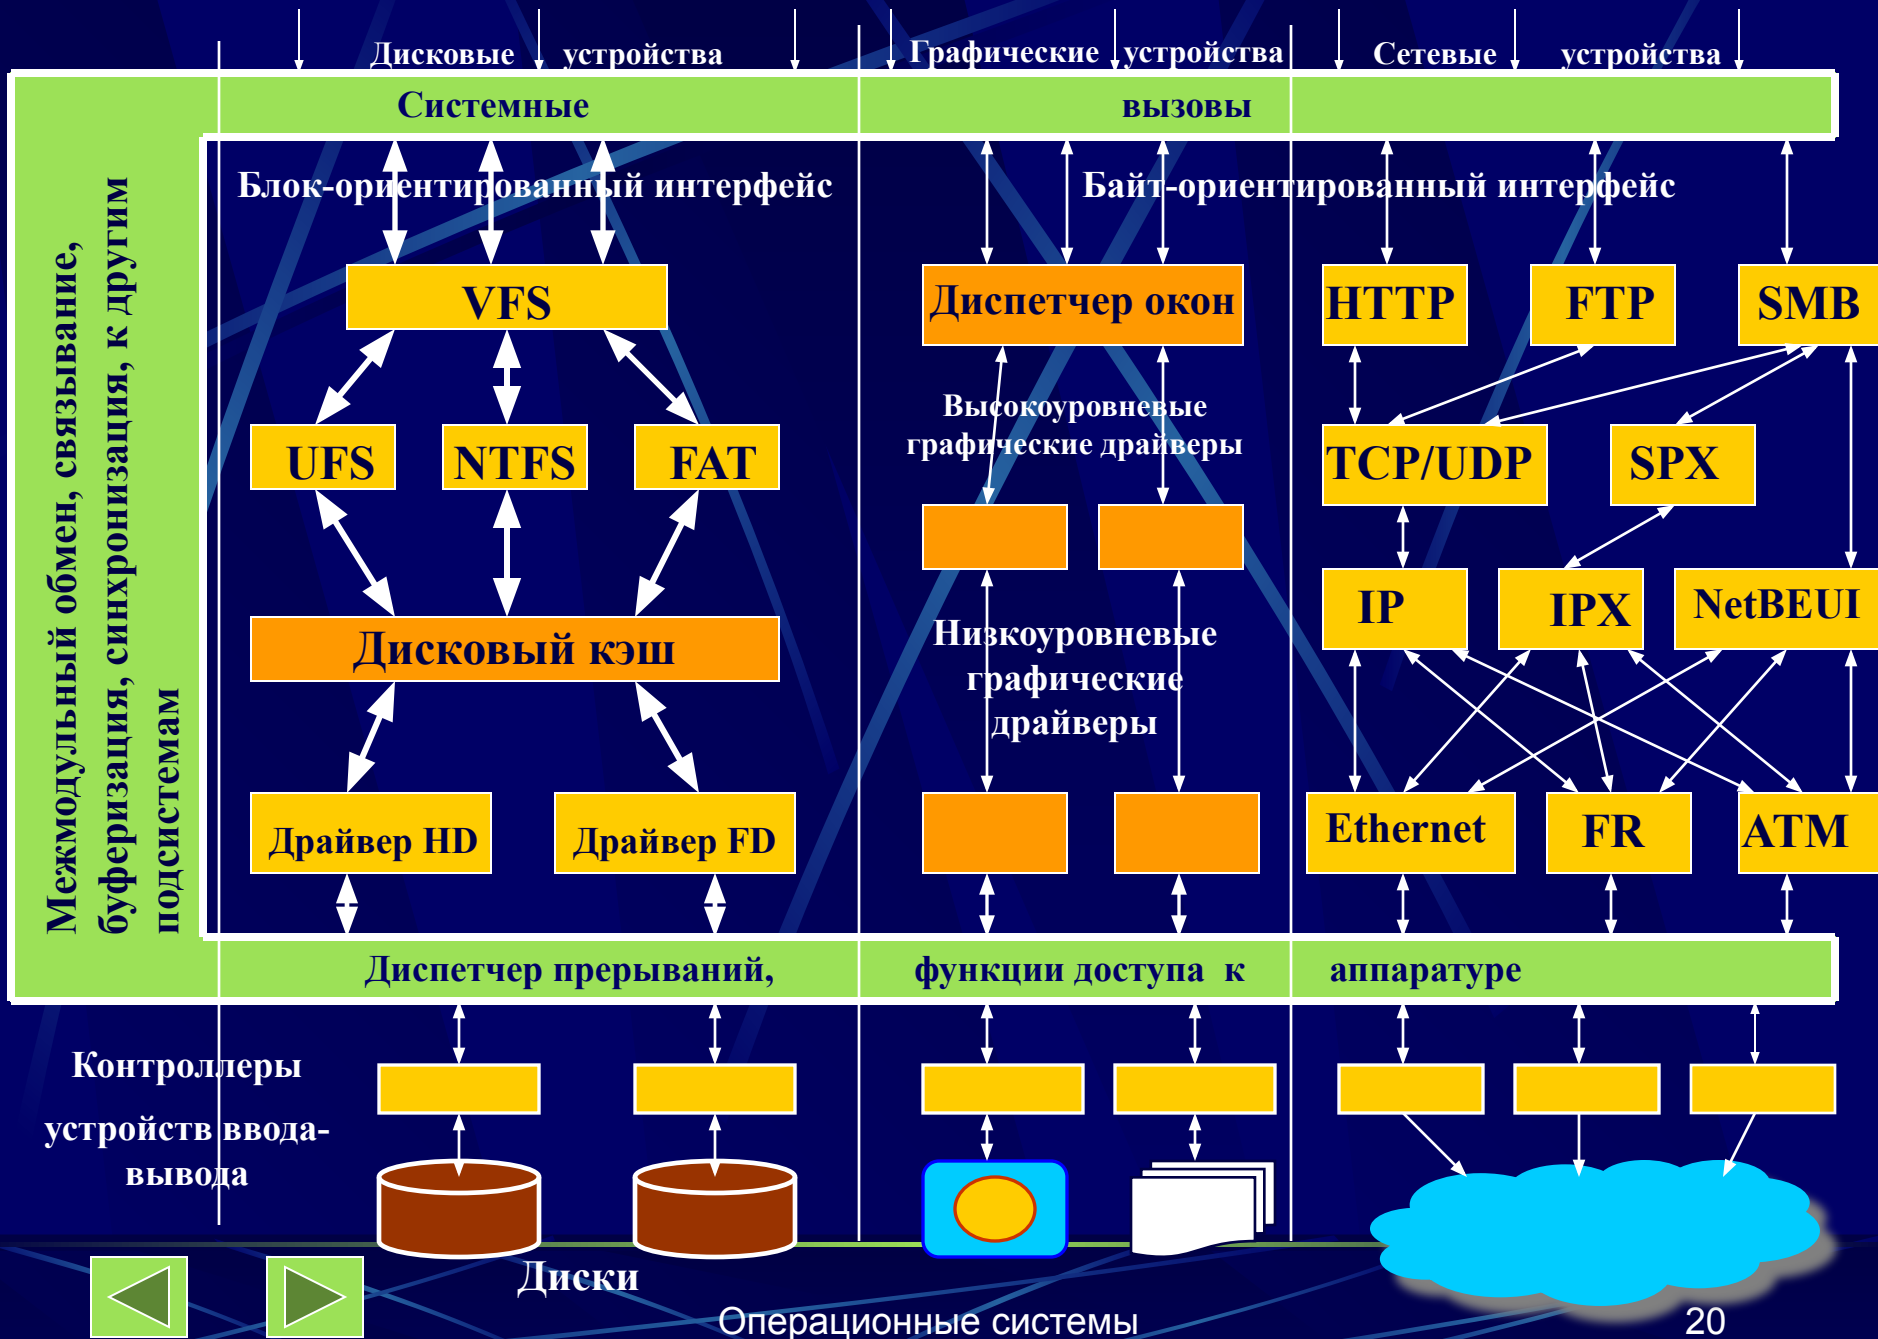 Дисковые устройства
Графические устройства
Сетевые устройства
Системные вызовы
Межмодульный обмен, связывание,
буферизация, синхронизация, к другим
подсистемам
Блок-ориентированный интерфейс
Байт-ориентированный интерфейс
VFS
Диспетчер окон
HTTP
FTP
SMB
Высокоуровневые
графические драйверы
UFS
NTFS
FAT
TCP/UDP
SPX
IP
IPX
NetBEUI
Дисковый кэш
Низкоуровневые
графические
драйверы
Драйвер HD
Драйвер FD
Ethernet
FR
ATM
Диспетчер прерываний, функции доступа к аппаратуре
Контроллеры
устройств ввода-
вывода
Диски
Операционные системы
20